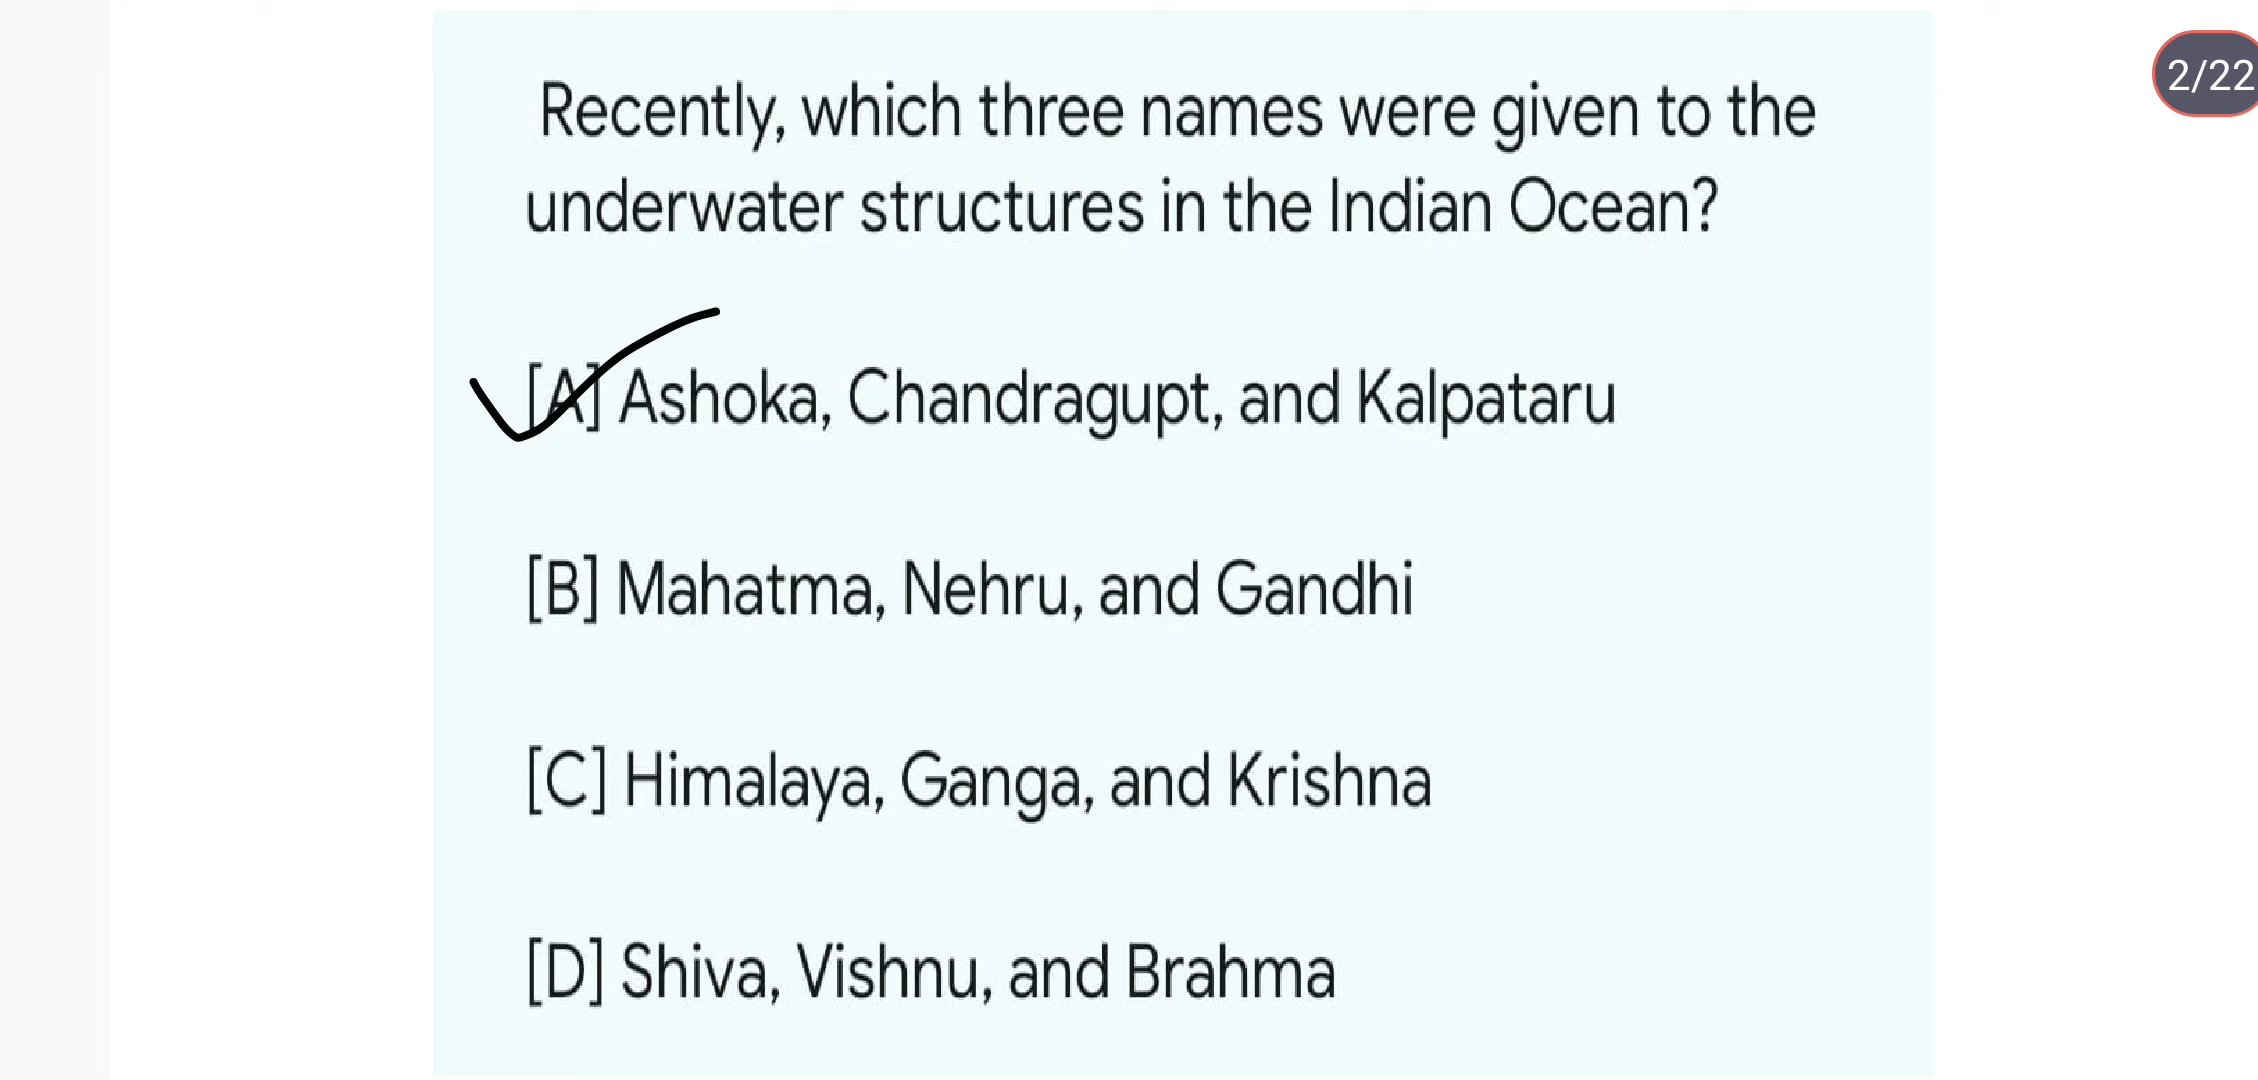 2/22
Recently, which three names were given to the
underwater structures in the Indian Ocean?
[A] Ashoka, Chandragupt, and Kalpataru
[B] Mahatma, Nehru, and Gandhi
[C] Himalaya, Ganga, and Krishna
[D] Shiva, Vishnu, and Brahma